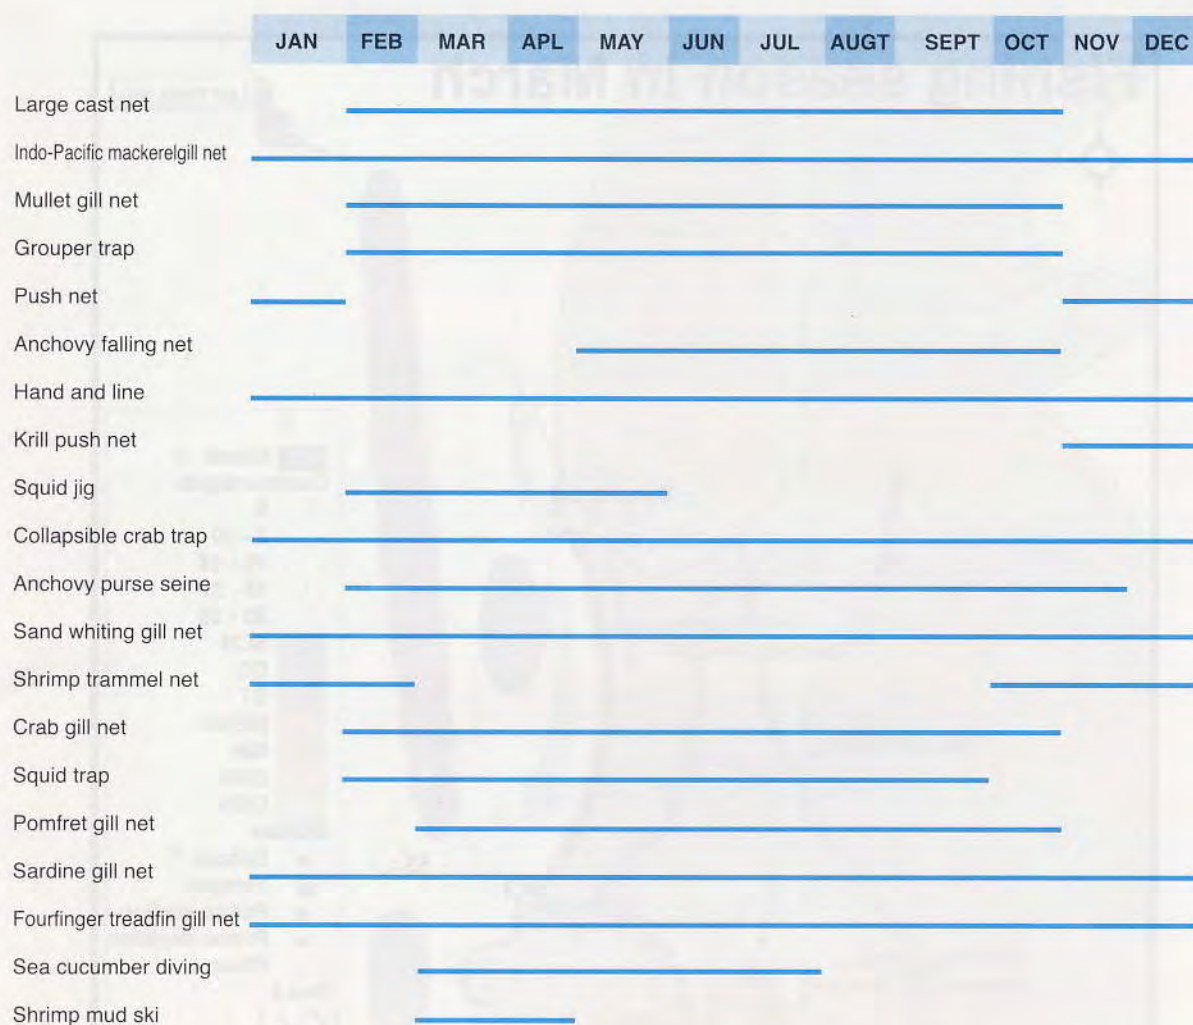 JAN FEB MAR APL MAY JUN JUL AUGT SEPT OCT NOV DEC
Large cast net
Indo-Pacific mackerelgill net
Mullet gill net
Grouper trap
Push net
Anchovy falling net
Hand and line
Krill push net
Squid jig
Collapsible crab trap
Anchovy purse seine
Sand whiting gill net
Shrimp trammel net
Crab gill net
Squid trap
Pomfret gill net
Sardine gill net
Fourfinger treadfin gill net
Sea cucumber diving
Shrimp mud ski